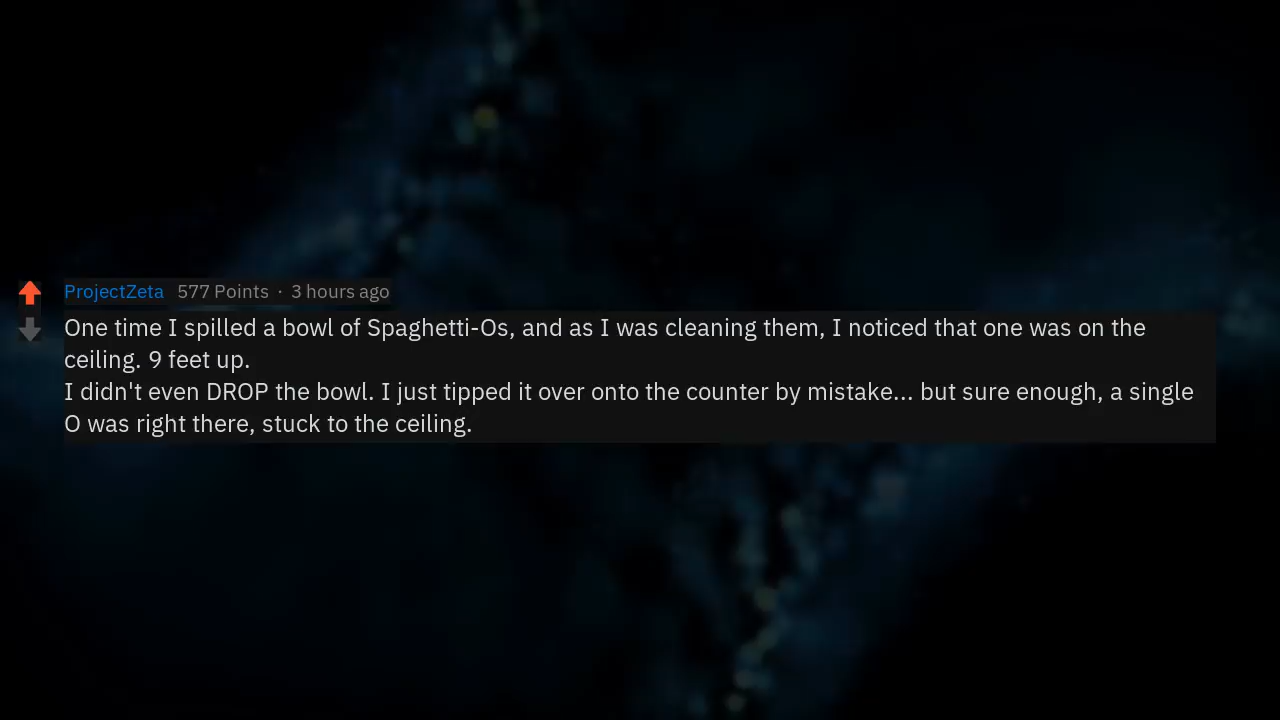 ProjectZeta 577 Points · 3 hours ago
One time I spilled a bowl of Spaghetti-Os, and as I was cleaning them, I noticed that one was on the
ceiling. 9 feet up.
I didn't even DROP the bowl. I just tipped it over onto the counter by mistake... but sure enough, a single
O was right there, stuck to the ceiling.